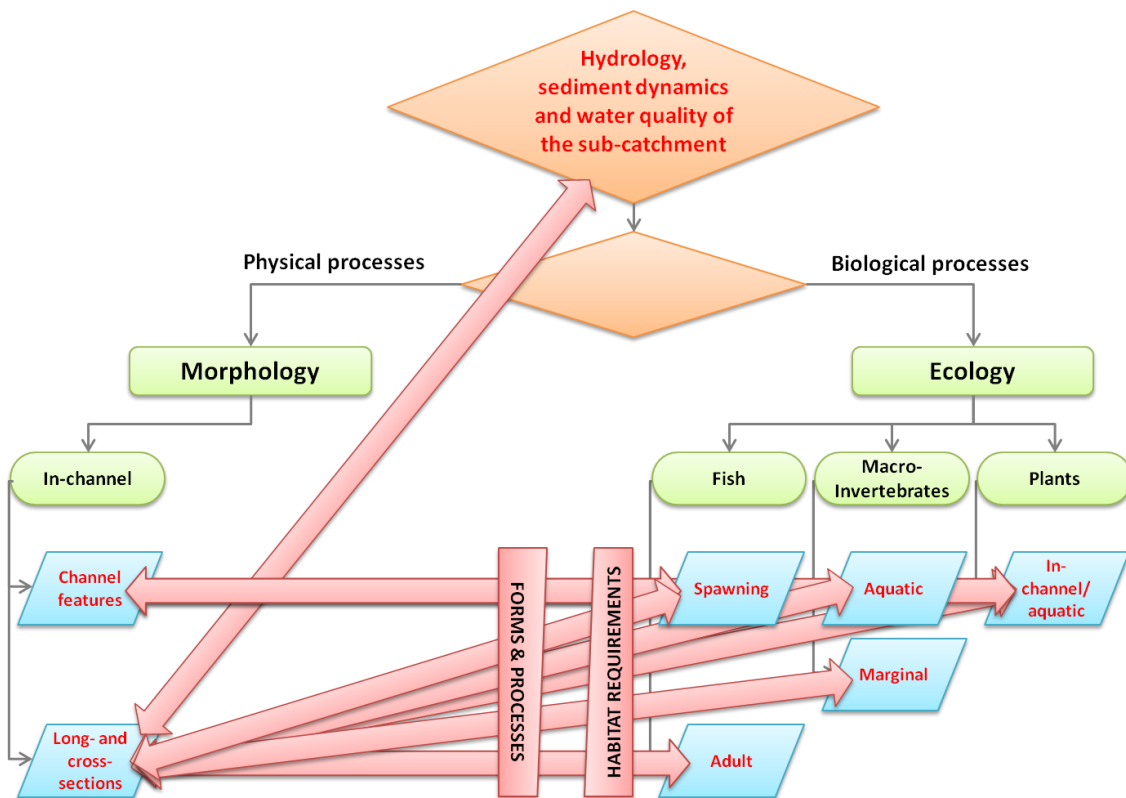 Hydrology,
sediment dynamics
and water quality of
the sub-catchment
Physical processes
Biological processes
Morphology
Ecology
In-channel
Fish
Macro-
Invertebrates
Plants
Channel
features
FORMS & PROCESSES
HABITAT REQUIREMENTS
Spawning
Aquatic
In-
channel/
aquatic
Marginal
Long- and
cross-
sections
Adult